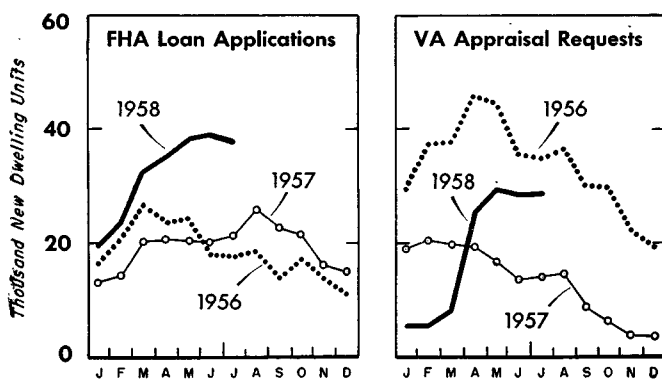 60
40
20
0
Thousand New Dwelling Units
FHA Loan Applications
1958
1957
1956
J F M A M J J A S O N D
VA Appraisal Requests
1956
1958
1957
J F M A M J J A S O N D